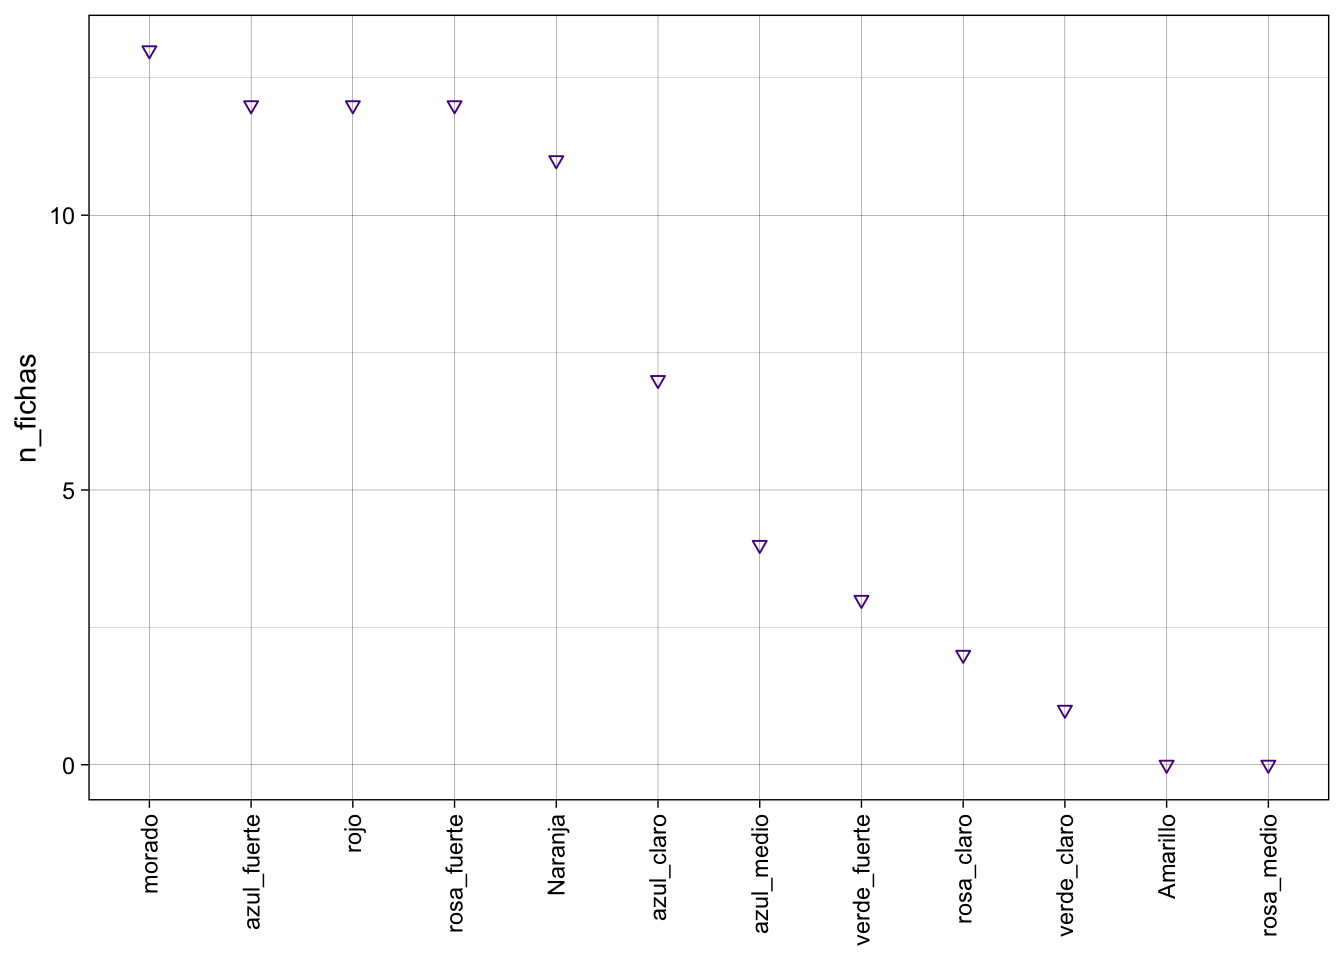 n_fichas
10
5
0
morado
azul_fuerte
rojo
rosa_fuerte
Naranja
azul_claro
azul_medio
verde_fuerte
rosa_claro
verde_claro
Amarillo
rosa_medio